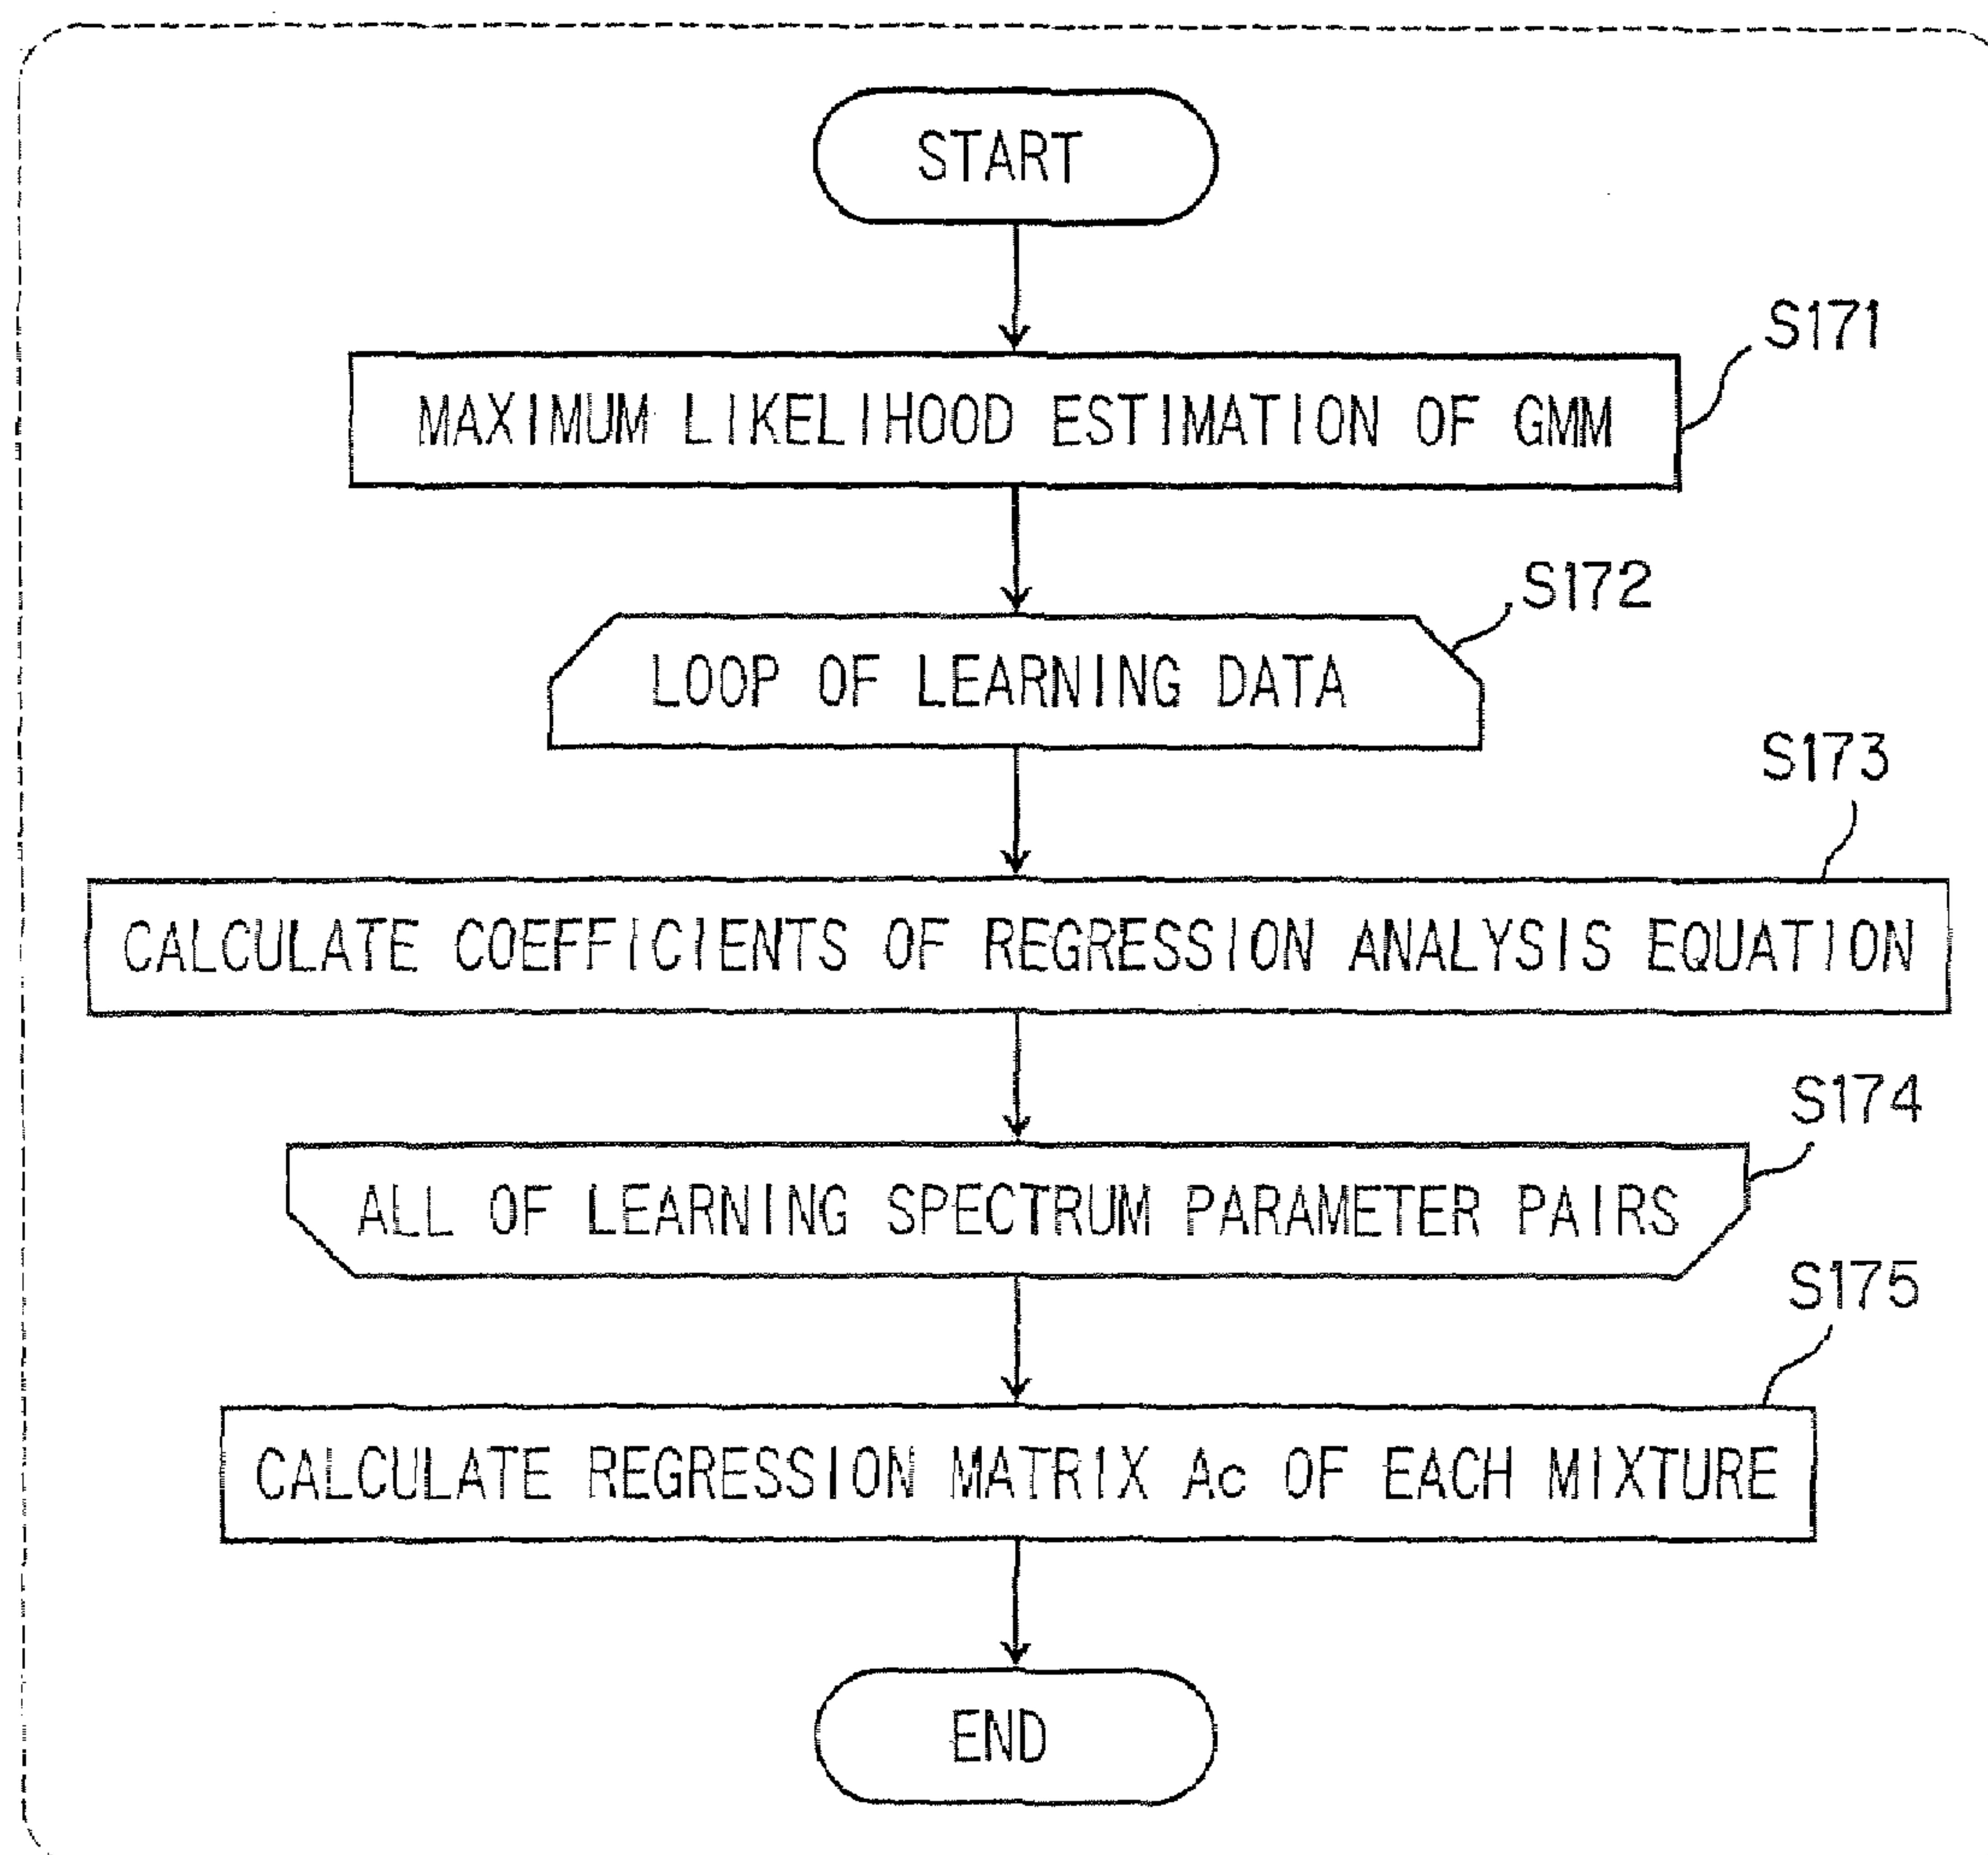 START
S171
MAXIMUM LIKELIHOOD ESTIMATION OF GMM
S172
LOOP OF LEARNING DATA
S173
CALCULATE COEFFICIENTS OF REGRESSION ANALYSIS EQUATION
S174
ALL OF LEARNING SPECTRUM PARAMETER PAIRS
S175
CALCULATE REGRESSION MATRIX Ac OF EACH MIXTURE
END